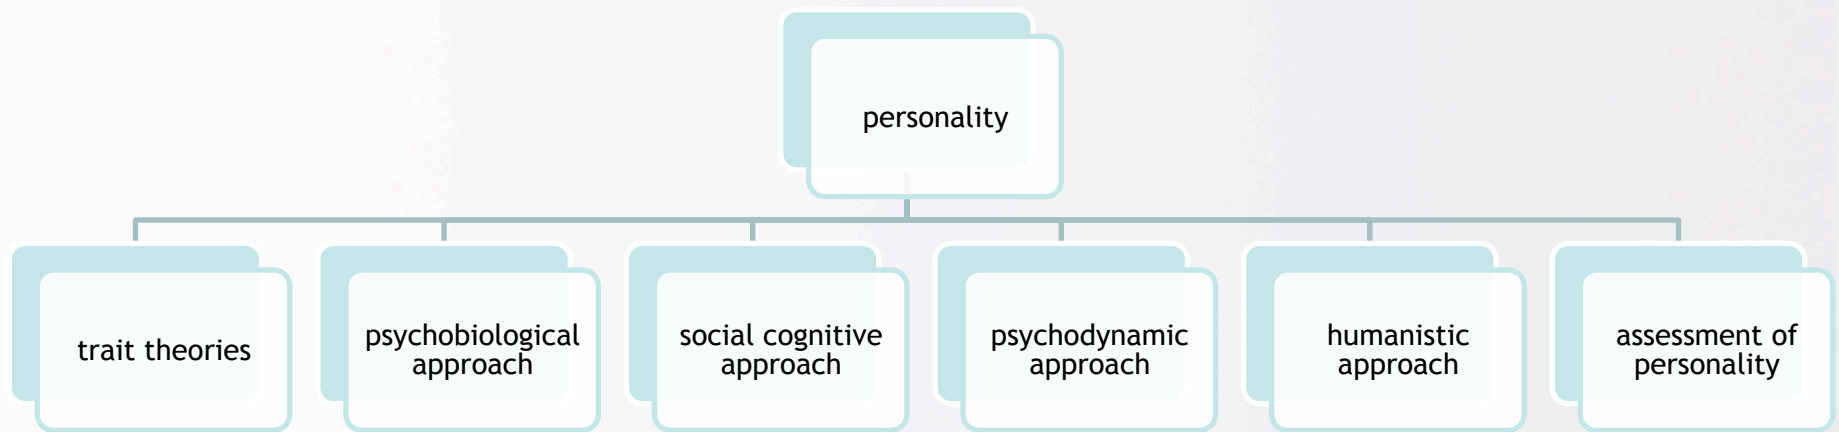 personality
trait theories
psychobiological
approach
social cognitive
approach
psychodynamic
approach
humanistic
approach
assessment of
personality